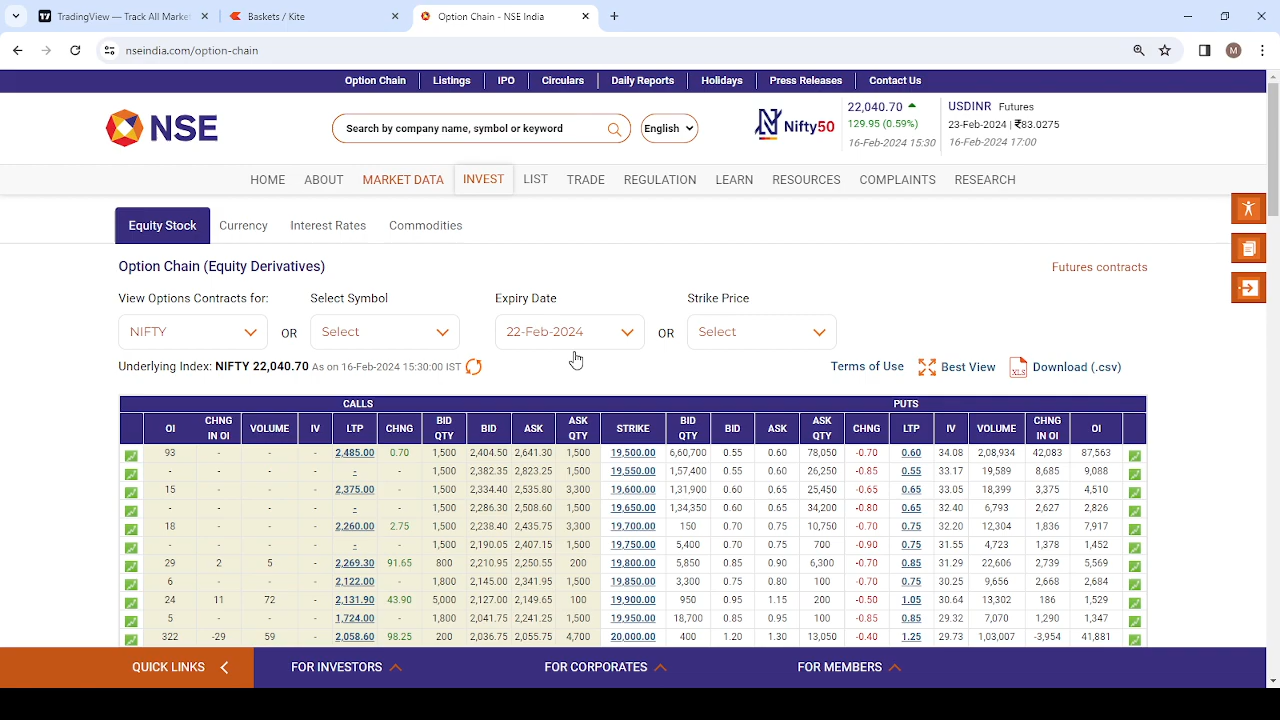 TradingView — Track All Markets
Markets / Kite
Option Chain - NSE India
nseindia.com/option-chain
M
Option Chain Listings IPO Circulars Daily Reports Holidays Press Releases Contact Us
NSE
Search by company name, symbol or keyword
English
Nifty50
22,040.70
129.95 (0.59%)
16-Feb-2024 15:30
USDINR Futures
23-Feb-2024 | ₹83.0275
16-Feb-2024 17:00
HOME ABOUT MARKET DATA INVEST LIST TRADE REGULATION LEARN RESOURCES COMPLAINTS RESEARCH
Equity Stock Currency Interest Rates Commodities
Option Chain (Equity Derivatives) Futures contracts
View Options Contracts for: Select Symbol Expiry Date Strike Price
NIFTY OR Select 22-Feb-2024 OR Select
Underlying Index: NIFTY 22,040.70 As on 16-Feb-2024 15:30:00 IST Terms of Use Best View XLS Download (.csv)
CALLS PUTS
OI CHNG IN OI VOLUME IV LTP CHNG BID QTY BID ASK ASK QTY STRIKE BID QTY BID ASK ASK QTY CHNG LTP IV VOLUME CHNG IN OI OI
93 - - - 2,485.00 0.70 1,500 2,404.50 2,641.30 1,500 19,500.00 6,60,700 0.55 0.60 78,050 -0.70 0.60 34.08 2,08,934 42,083 87,563
- - - - 1,500 2,382.35 2,823.25 1,500 19,550.00 1,57,400 0.55 0.60 26,250 -0.85 0.55 33.17 19,589 8,685 9,088
15 - - - 2,375.00 - 1,500 2,334.40 2,535.80 3,300 19,600.00 1,31,900 0.60 0.65 25,450 -0.65 0.65 33.05 18,399 3,375 4,510
- - - - - - 1,500 2,286.30 2,508.60 1,500 19,650.00 1,34,350 0.60 0.65 34,200 -0.80 0.65 32.40 6,793 2,627 2,826
18 - - - 2,260.00 2.75 1,500 2,238.40 2,435.75 3,300 19,700.00 150 0.70 0.75 10,750 -0.70 0.75 32.20 12,304 1,836 7,917
- - - - - - 1,500 2,190.05 2,407.15 1,500 19,750.00 5,400 0.70 0.75 700 -0.90 0.75 31.55 4,723 1,378 1,452
29 2 5 - 2,269.30 91.65 800 2,210.95 2,250.55 200 19,800.00 5,850 0.85 0.90 6,300 -0.70 0.85 31.29 22,606 2,739 5,569
6 - - - 2,122.00 - 1,800 2,145.00 2,341.95 1,500 19,850.00 3,300 0.75 0.80 100 -0.80 0.75 30.25 9,656 2,668 2,684
24 11 72 - 2,131.90 43.90 2,127.00 2,149.65 100 19,900.00 950 0.95 1.15 200 -0.50 1.05 30.64 13,302 186 1,529
5 - - - 1,724.00 - 1,800 2,041.75 2,241.25 1,500 19,950.00 18,700 0.85 0.95 100 -0.85 0.85 29.32 7,070 1,290 1,347
322 -29 59 - 2,058.60 98.25 2,036.75 2,055.75 4,700 20,000.00 400 1.20 1.30 13,050 -0.40 1.25 29.73 1,03,007 -3,954 41,881
QUICK LINKS FOR INVESTORS FOR CORPORATES FOR MEMBERS